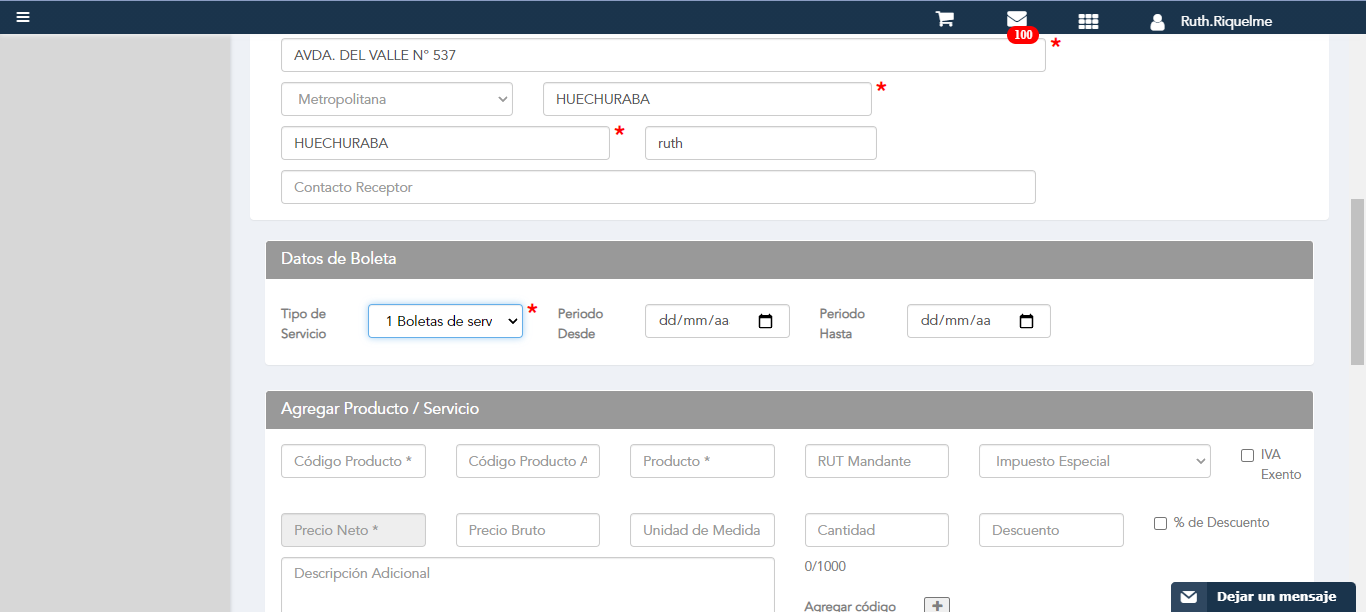 Ruth.Riquelme
100
AVDA. DEL VALLE N° 537 *
Metropolitana HUECHURABA *
HUECHURABA * ruth
Contacto Receptor
Datos de Boleta
Tipo de Servicio 1 Boletas de serv * Periodo Desde dd/mm/aa Periodo Hasta dd/mm/aa
Agregar Producto / Servicio
Código Producto * Código Producto A Producto * RUT Mandante Impuesto Especial IVA Exento
Precio Neto * Precio Bruto Unidad de Medida Cantidad Descuento % de Descuento
Descripción Adicional 0/1000
Agregar código +
Dejar un mensaje